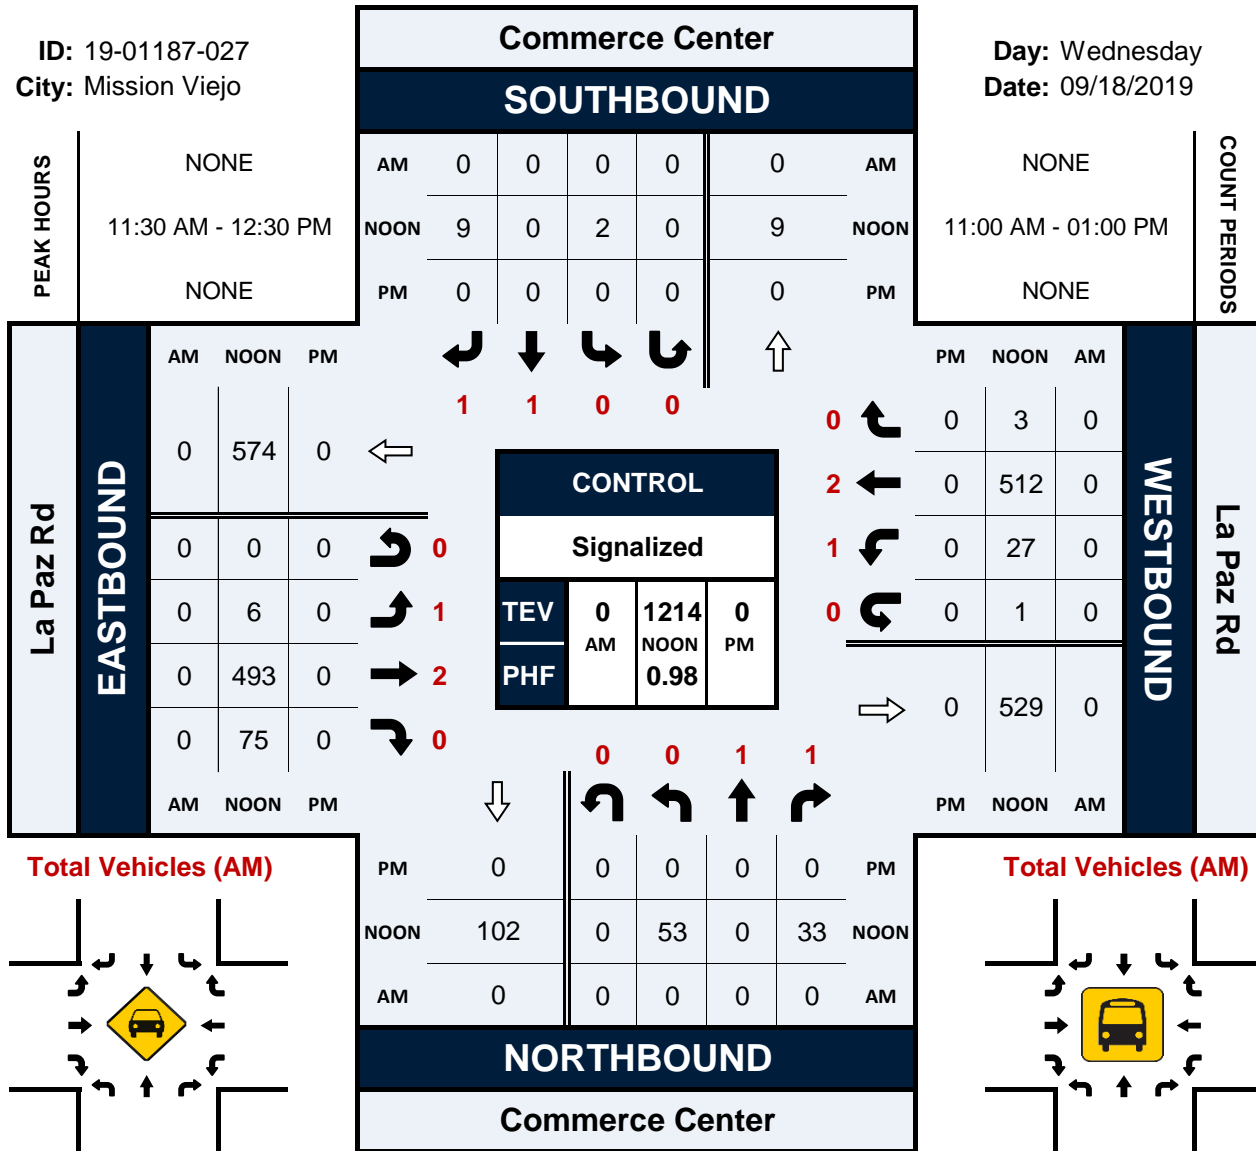 Commerce Center
ID: 19-01187-027
Day: Wednesday
City: Mission Viejo
Date: 09/18/2019
SOUTHBOUND
PEAK HOURS
NONE
AM 0 0 0 0 0 AM
NONE
COUNT PERIODS
11:30 AM - 12:30 PM
NOON 9 0 2 0 9 NOON
11:00 AM - 01:00 PM
NONE
PM 0 0 0 0 0 PM
NONE
AM NOON PM
PM NOON AM
1 1 0 0
0 0 3 0
0 574 0
CONTROL
2 0 512 0
La Paz Rd
EASTBOUND
WESTBOUND
La Paz Rd
0 0 0 0
Signalized
1 0 27 0
0 6 0 1
TEV 0 1214 0
AM NOON PM
0 0 1 0
0 493 0 2
PHF 0.98
0 529 0
0 75 0 0
0 0 1 1
AM NOON PM
PM NOON AM
Total Vehicles (AM)
PM 0 0 0 0 0 PM
Total Vehicles (AM)
NOON 102 0 53 0 33 NOON
AM 0 0 0 0 0 AM
NORTHBOUND
Commerce Center